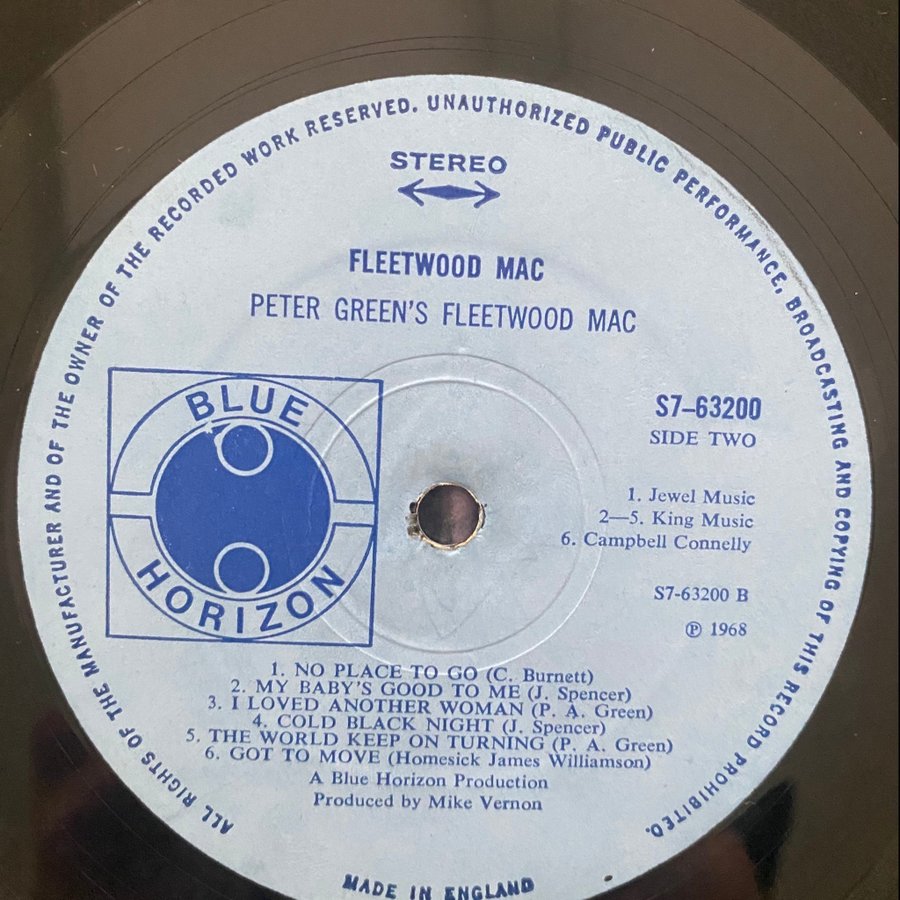 ALL RIGHTS OF THE MANUFACTURER AND OF THE OWNER OF THE RECORDED WORK RESERVED. UNAUTHORIZED PUBLIC PERFORMANCE, BROADCASTING AND COPYING OF THIS RECORD PROHIBITED.
STEREO
FLEETWOOD MAC
PETER GREEN'S FLEETWOOD MAC
BLUE
HORIZON
S7–63200
SIDE TWO
1. Jewel Music
2—5. King Music
6. Campbell Connelly
S7-63200 B
℗ 1968
1. NO PLACE TO GO (C. Burnett)
2. MY BABY'S GOOD TO ME (J. Spencer)
3. I LOVED ANOTHER WOMAN (P. A. Green)
4. COLD BLACK NIGHT (J. Spencer)
5. THE WORLD KEEP ON TURNING (P. A. Green)
6. GOT TO MOVE (Homesick James Williamson)
A Blue Horizon Production
Produced by Mike Vernon
MADE IN ENGLAND